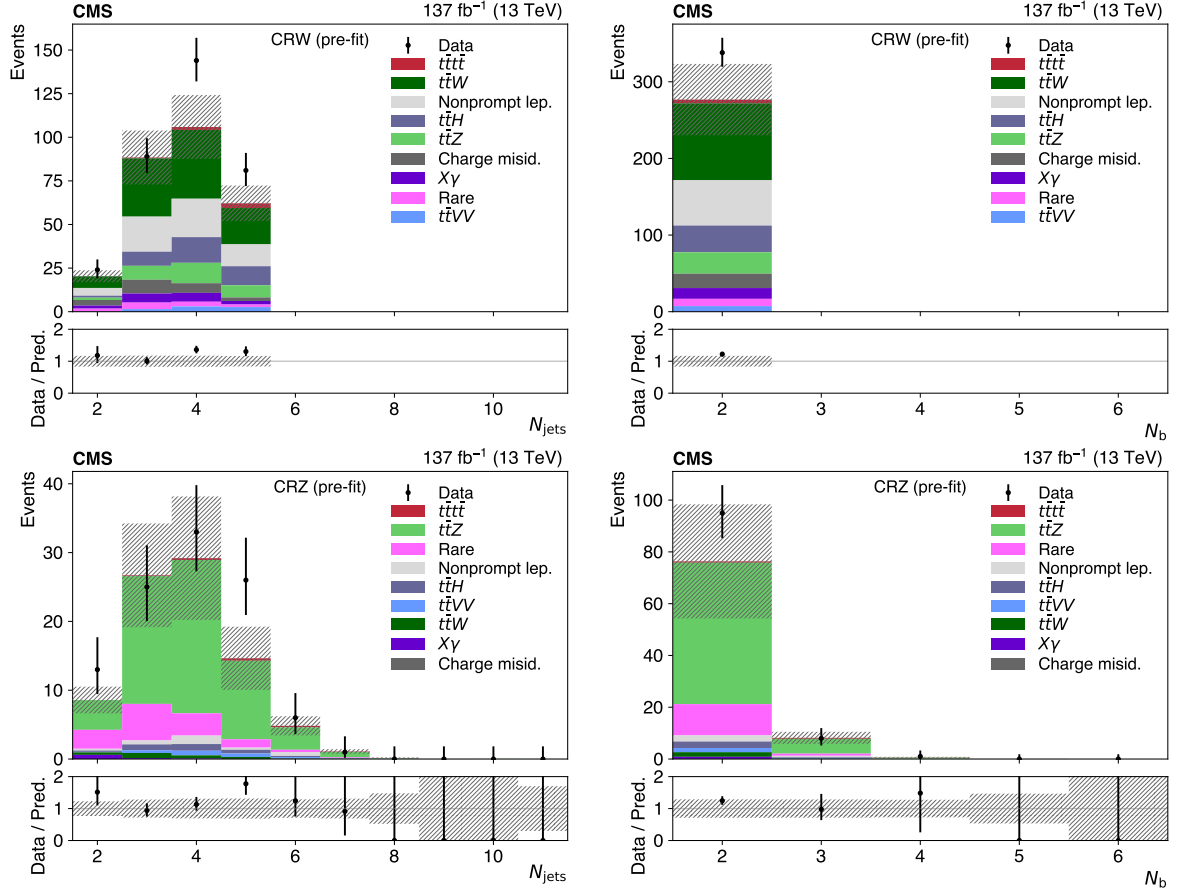 CMS 137 fb⁻¹ (13 TeV)
CRW (pre-fit)
Events
150
125
100
75
50
25
0
Data
tt̄tt̄
tt̄W
Nonprompt lep.
tt̄H
tt̄Z
Charge misid.
Xγ
Rare
tt̄VV
Data / Pred.
2
1
0
2 4 6 8 10
N_jets
CMS 137 fb⁻¹ (13 TeV)
CRW (pre-fit)
Events
300
200
100
0
Data
tt̄tt̄
tt̄W
Nonprompt lep.
tt̄H
tt̄Z
Charge misid.
Xγ
Rare
tt̄VV
Data / Pred.
2
1
0
2 3 4 5 6
N_b
CMS 137 fb⁻¹ (13 TeV)
CRZ (pre-fit)
Events
40
30
20
10
0
Data
tt̄tt̄
tt̄Z
Rare
Nonprompt lep.
tt̄H
tt̄VV
tt̄W
Xγ
Charge misid.
Data / Pred.
2
1
0
2 4 6 8 10
N_jets
CMS 137 fb⁻¹ (13 TeV)
CRZ (pre-fit)
Events
100
80
60
40
20
0
Data
tt̄tt̄
tt̄Z
Rare
Nonprompt lep.
tt̄H
tt̄VV
tt̄W
Xγ
Charge misid.
Data / Pred.
2
1
0
2 3 4 5 6
N_b